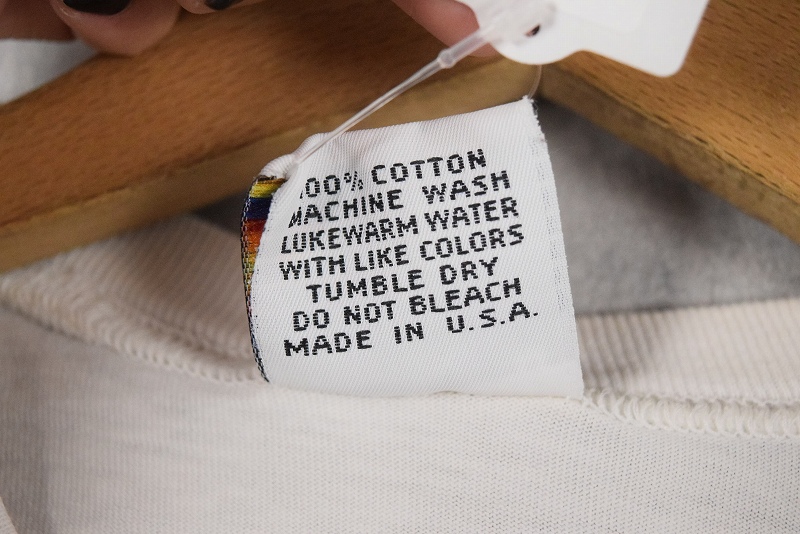 100% COTTON
MACHINE WASH
LUKEWARM WATER
WITH LIKE COLORS
TUMBLE DRY
DO NOT BLEACH
MADE IN U.S.A.